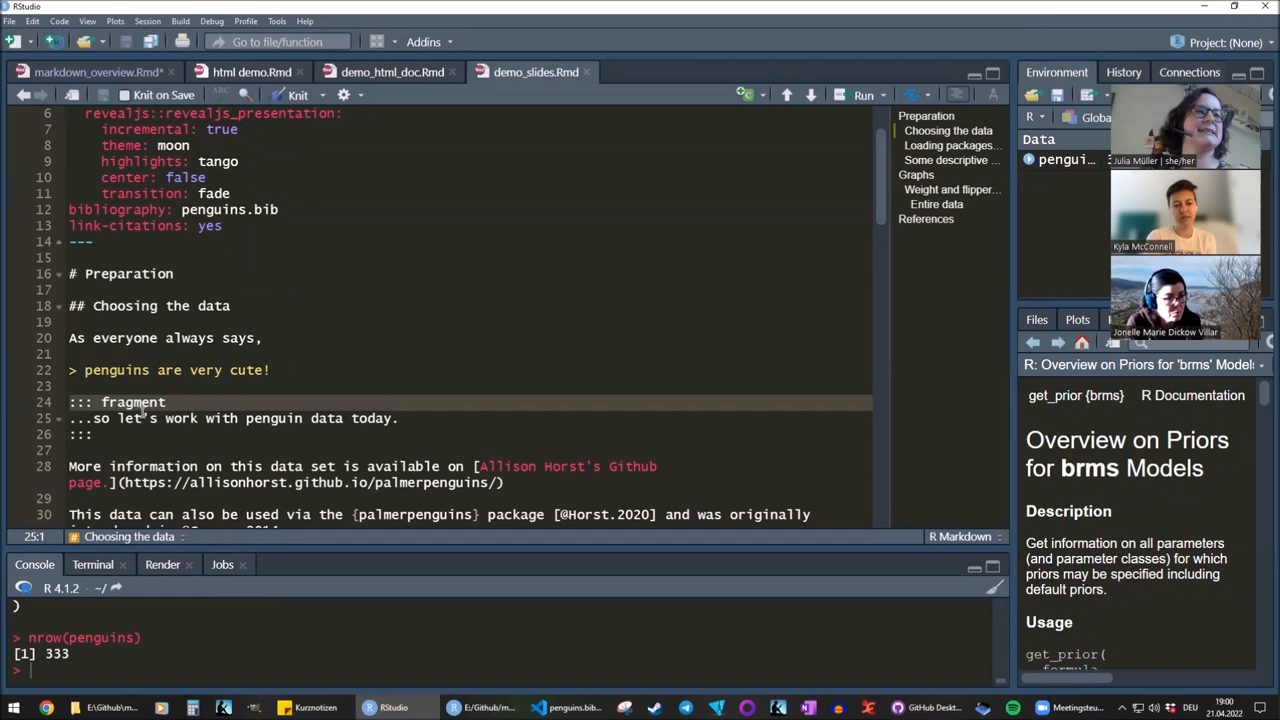 RStudio
File Edit Code View Plots Session Build Debug Profile Tools Help
Go to file/function
Addins
Project: (None)
markdown_overview.Rmd*
html demo.Rmd
demo_html_doc.Rmd
demo_slides.Rmd
Knit on Save
ABC
Knit
Run
6 revealjs::revealjs_presentation:
7 incremental: true
8 theme: moon
9 highlights: tango
10 center: false
11 transition: fade
12 bibliography: penguins.bib
13 link-citations: yes
14 ---
15
16 # Preparation
17
18 ## Choosing the data
19
20 As everyone always says,
21
22 > penguins are very cute!
23
24 ::: fragment
25 ...so let's work with penguin data today.
26 :::
27
28 More information on this data set is available on [Allison Horst's Github
page.](https://allisonhorst.github.io/palmerpenguins/)
29
30 This data can also be used via the {palmerpenguins} package [@Horst.2020] and was originally
25:1
Choosing the data
R Markdown
Preparation
Choosing the data
Loading packages...
Some descriptive ...
Graphs
Weight and flipper...
Entire data
References
Console Terminal Render Jobs
R 4.1.2 · ~/
)
> nrow(penguins)
[1] 333
>
Environment History Connections
R
Globa
Data
pengui...
Julia Müller | she/her
Kyla McConnell
Jonelle Marie Dickow Villar
Files Plots
R: Overview on Priors for 'brms' Models
get_prior {brms} R Documentation
Overview on Priors
for brms Models
Description
Get information on all parameters
(and parameter classes) for which
priors may be specified including
default priors.
Usage
get_prior(
formula,
E:\Github\m...
Kurznotizen
RStudio
E:/Github/m...
penguins.bib...
GitHub Deskt...
Meetingsteu...
DEU
19:00
21.04.2022